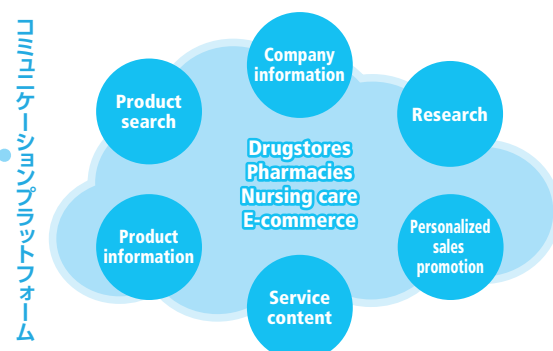 コミュニケーションプラットフォーム
Company
information
Product
search
Research
Drugstores
Pharmacies
Nursing care
E-commerce
Product
information
Personalized
sales
promotion
Service
content